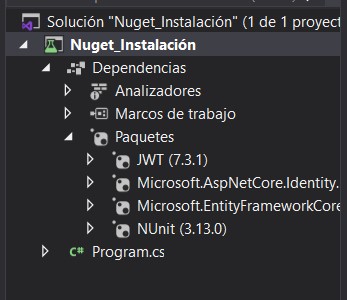 Solución "Nuget_Instalación" (1 de 1 proyect
Nuget_Instalación
Dependencias
Analizadores
Marcos de trabajo
Paquetes
JWT (7.3.1)
Microsoft.AspNetCore.Identity.
Microsoft.EntityFrameworkCore
NUnit (3.13.0)
C# Program.cs